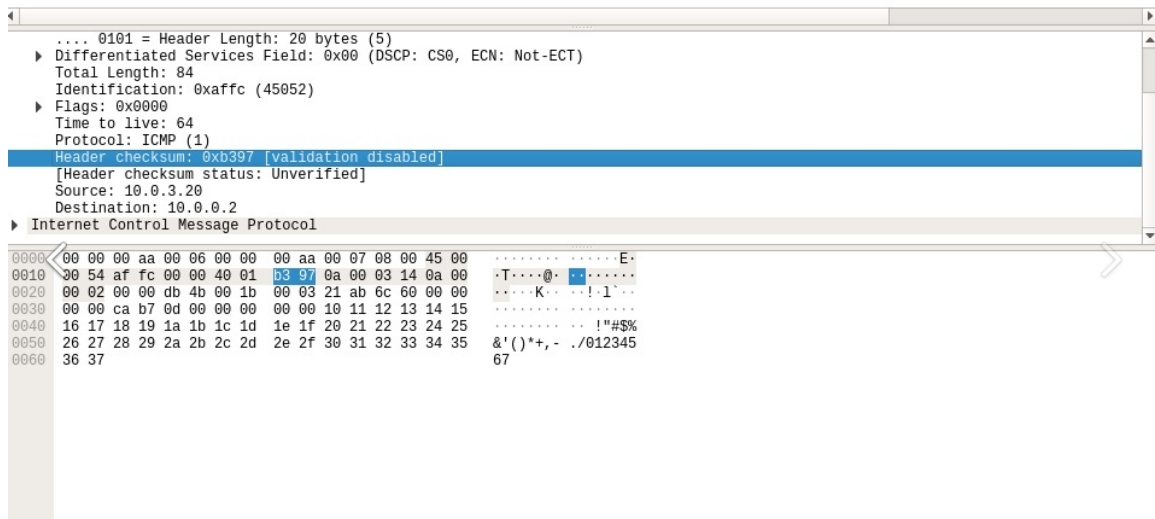 .... 0101 = Header Length: 20 bytes (5)
Differentiated Services Field: 0x00 (DSCP: CS0, ECN: Not-ECT)
Total Length: 84
Identification: 0xaffc (45052)
Flags: 0x0000
Time to live: 64
Protocol: ICMP (1)
Header checksum: 0xb397 [validation disabled]
[Header checksum status: Unverified]
Source: 10.0.3.20
Destination: 10.0.0.2
Internet Control Message Protocol
0000 00 00 00 aa 00 06 00 00 00 aa 00 07 08 00 45 00 ········ ······E·
0010 00 54 af fc 00 00 40 01 b3 97 0a 00 03 14 0a 00 ·T····@· ········
0020 00 02 00 00 db 4b 00 1b 00 03 21 ab 6c 60 00 00 ·····K·· ··!·l`··
0030 00 00 ca b7 0d 00 00 00 00 00 10 11 12 13 14 15 ········ ········
0040 16 17 18 19 1a 1b 1c 1d 1e 1f 20 21 22 23 24 25 ········ ·· !"#$%
0050 26 27 28 29 2a 2b 2c 2d 2e 2f 30 31 32 33 34 35 &'()*+,- ./012345
0060 36 37 67